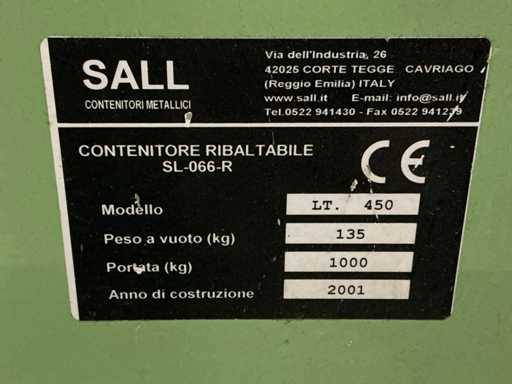 SALL
CONTENITORI METALLICI
Via dell'Industria, 26
42025 CORTE TEGGE CAVRIAGO
(Reggio Emilia) ITALY
www.sall.it E-mail: info@sall.it
Tel.0522 941430 - Fax 0522 941239
CONTENITORE RIBALTABILE
SL-066-R
CE
Modello LT. 450
Peso a vuoto (kg) 135
Portata (kg) 1000
Anno di costruzione 2001